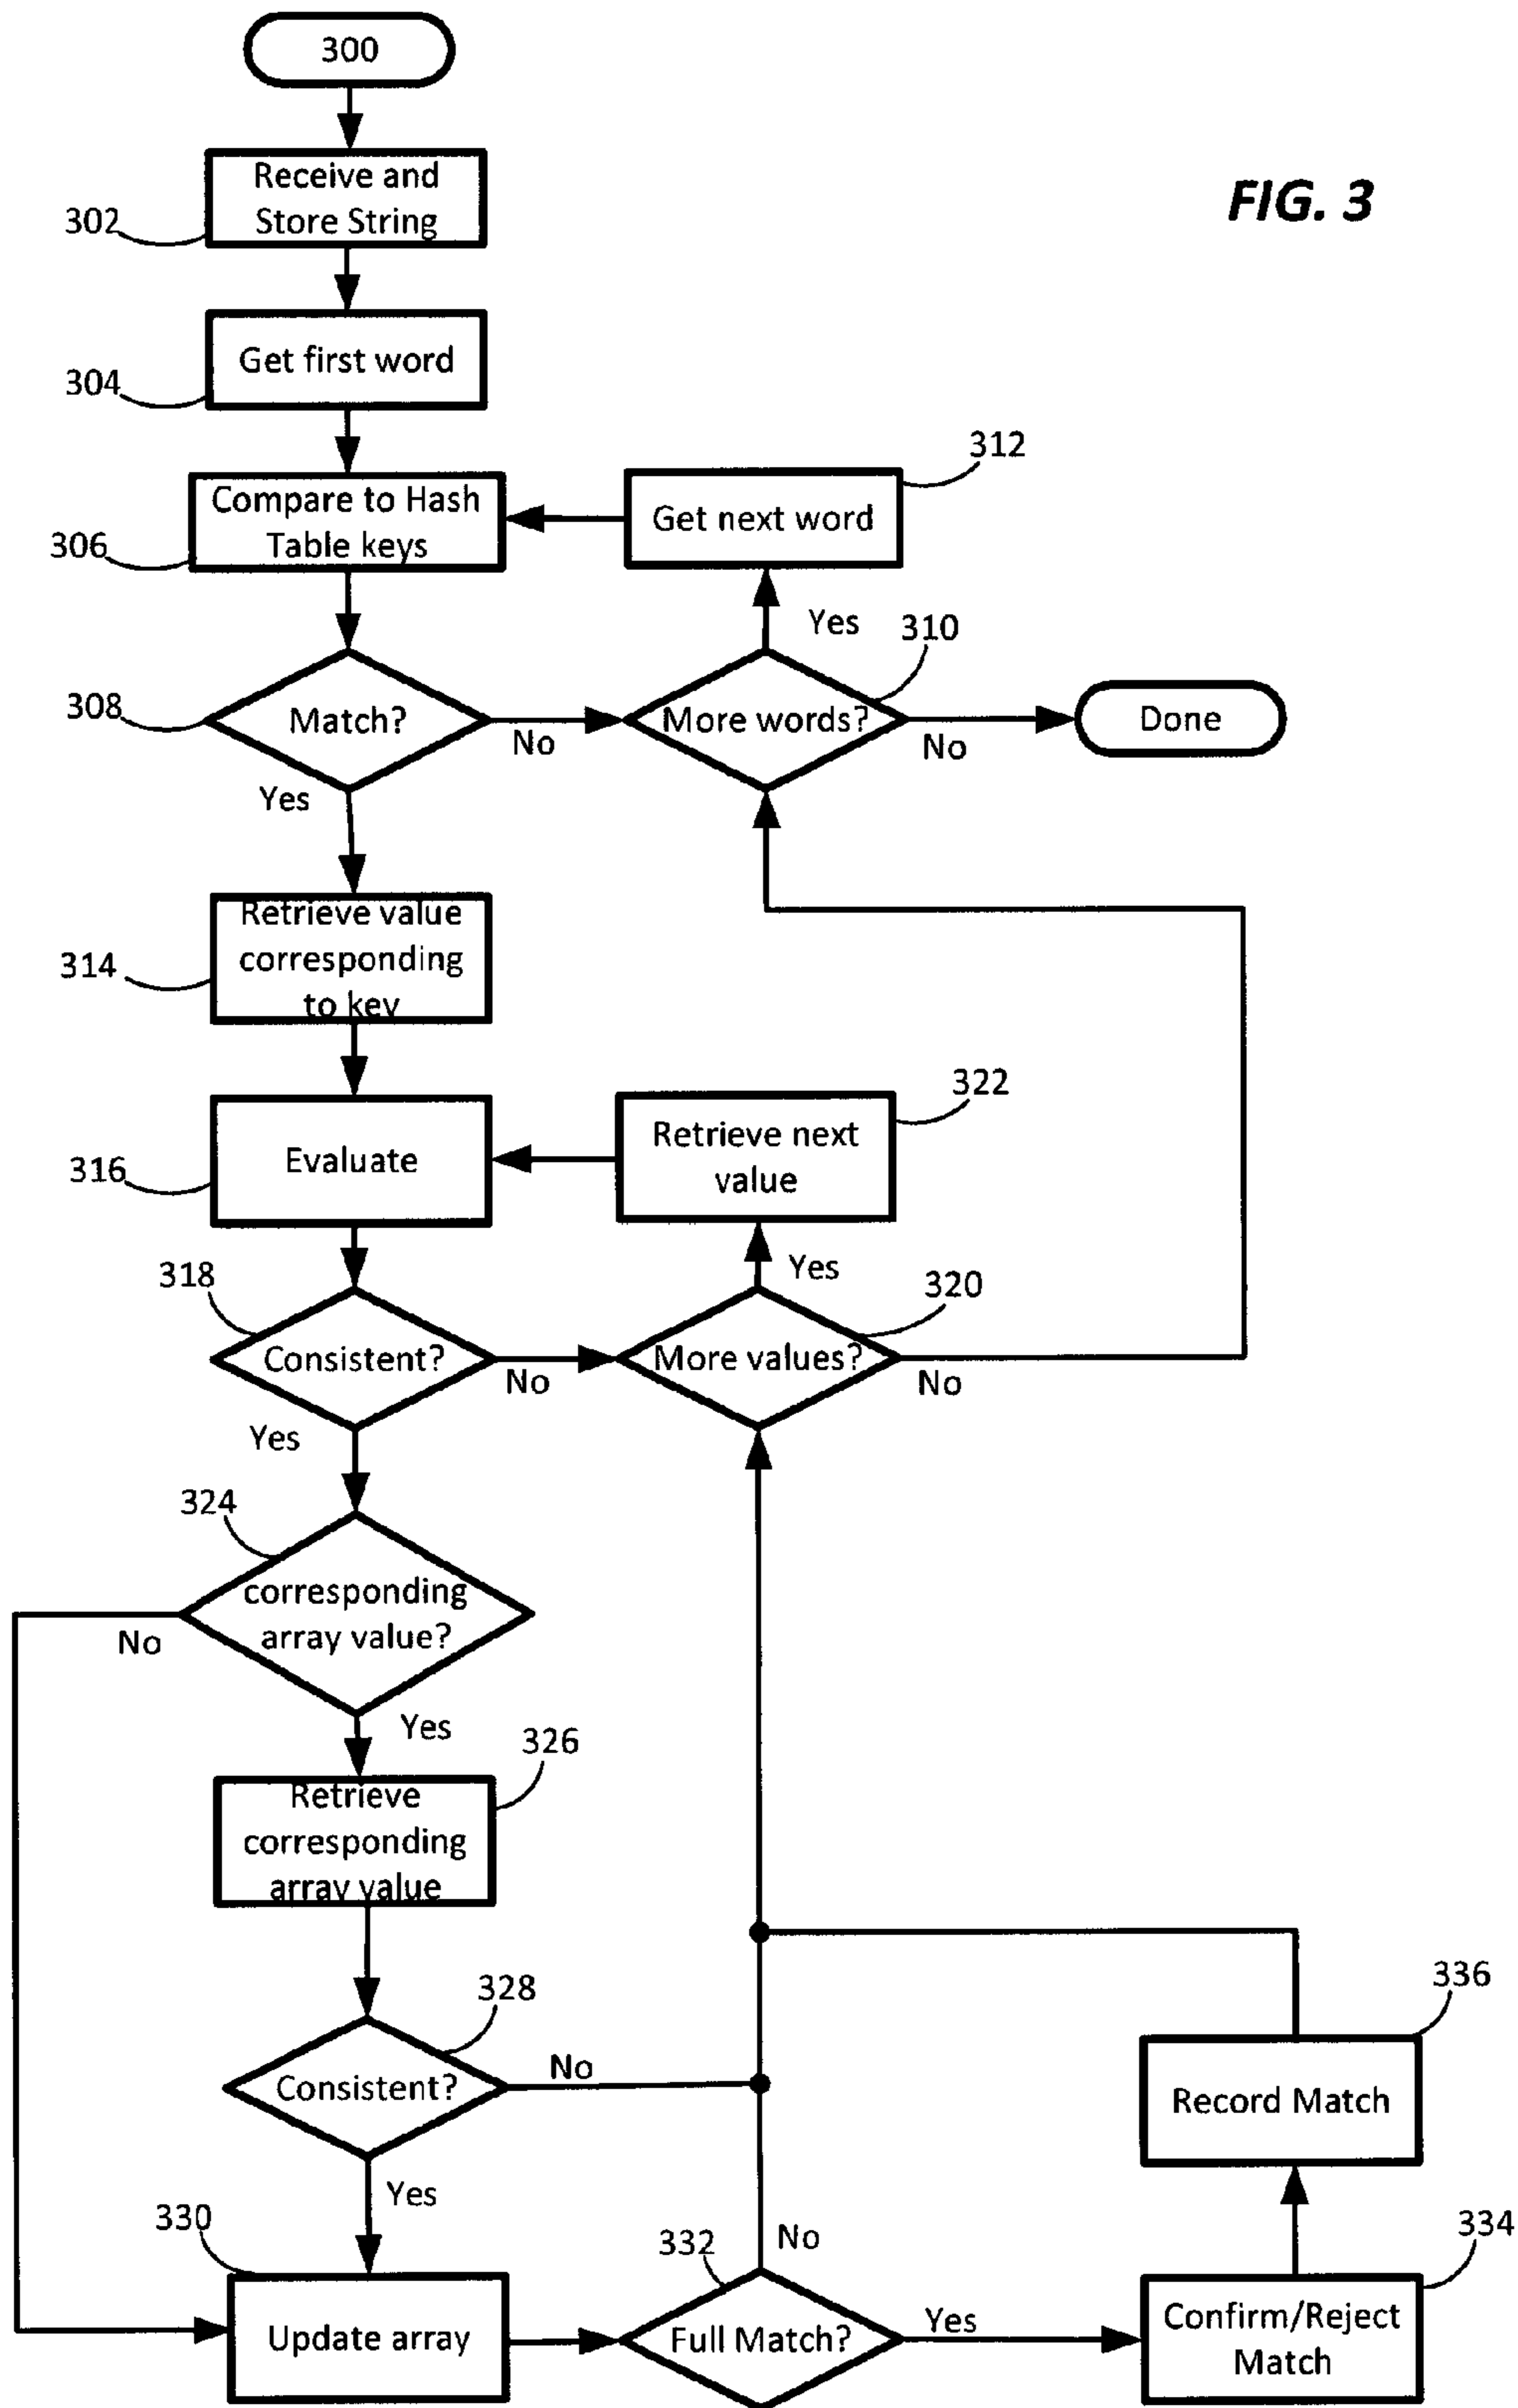 300
FIG. 3
Receive and
Store String
302
Get first word
304
312
Compare to Hash
Table keys
Get next word
306
Yes
310
308
Match?
No
More words?
No
Done
Yes
Retrieve value
corresponding
to key
314
322
Retrieve next
value
Evaluate
316
Yes
318
320
Consistent?
No
More values?
No
Yes
324
corresponding
array value?
No
Yes
326
Retrieve
corresponding
array value
328
336
Consistent?
No
Record Match
Yes
330
332
No
334
Update array
Full Match?
Yes
Confirm/Reject
Match